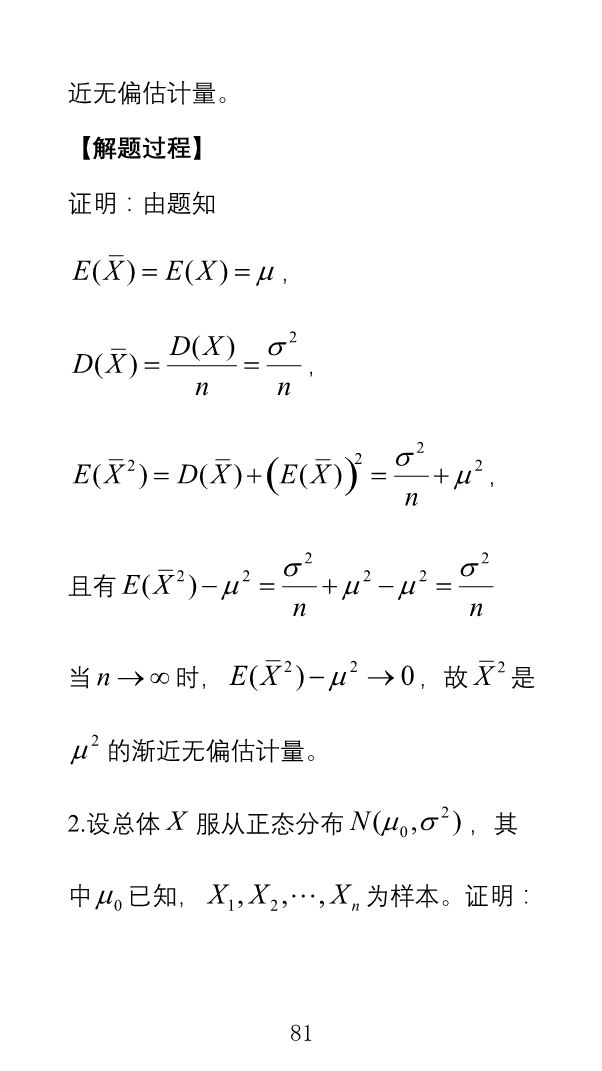 近无偏估计量。
【解题过程】
证明：由题知
$E(\bar{X}) = E(X) = \mu$，
$D(\bar{X}) = \frac{D(X)}{n} = \frac{\sigma^2}{n}$，
$E(\bar{X}^2) = D(\bar{X}) + \left(E(\bar{X})\right)^2 = \frac{\sigma^2}{n} + \mu^2$，
且有 $E(\bar{X}^2) - \mu^2 = \frac{\sigma^2}{n} + \mu^2 - \mu^2 = \frac{\sigma^2}{n}$
当 $n \to \infty$ 时， $E(\bar{X}^2) - \mu^2 \to 0$，故 $\bar{X}^2$ 是
$\mu^2$ 的渐近无偏估计量。
2.设总体 $X$ 服从正态分布 $N(\mu_0, \sigma^2)$，其
中 $\mu_0$ 已知， $X_1, X_2, \cdots, X_n$ 为样本。证明：
81